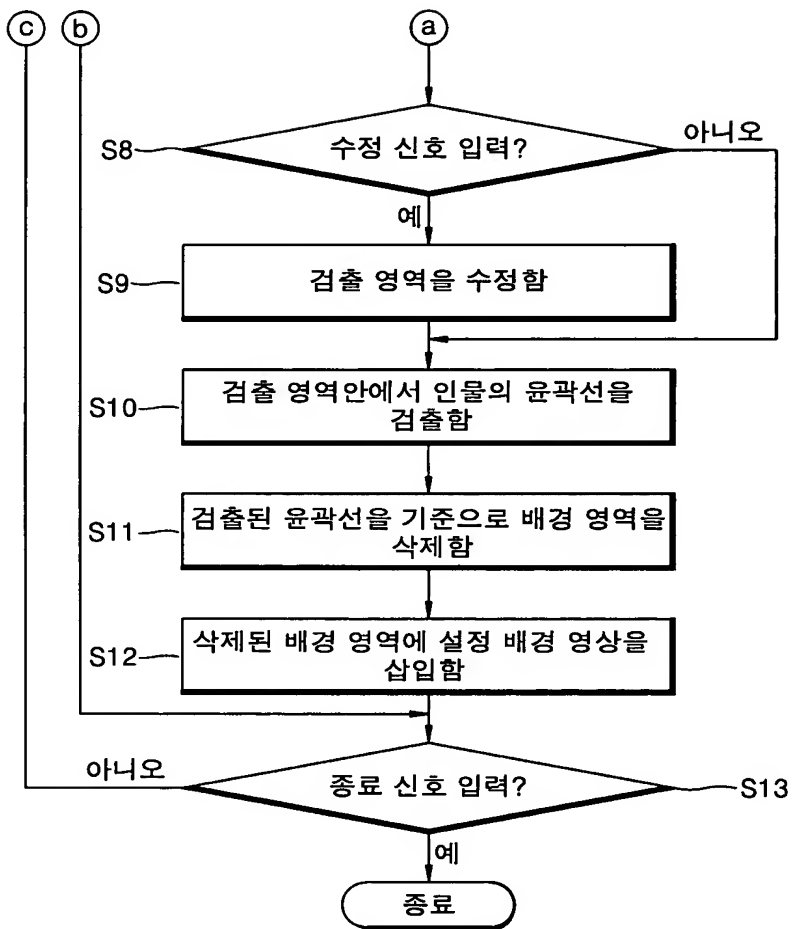 c b a
S8 수정 신호 입력? 아니오
예
S9 검출 영역을 수정함
검출 영역안에서 인물의 윤곽선을
S10 검출함
검출된 윤곽선을 기준으로 배경 영역을
S11 삭제함
삭제된 배경 영역에 설정 배경 영상을
S12 삽입함
아니오 종료 신호 입력? S13
예
종료